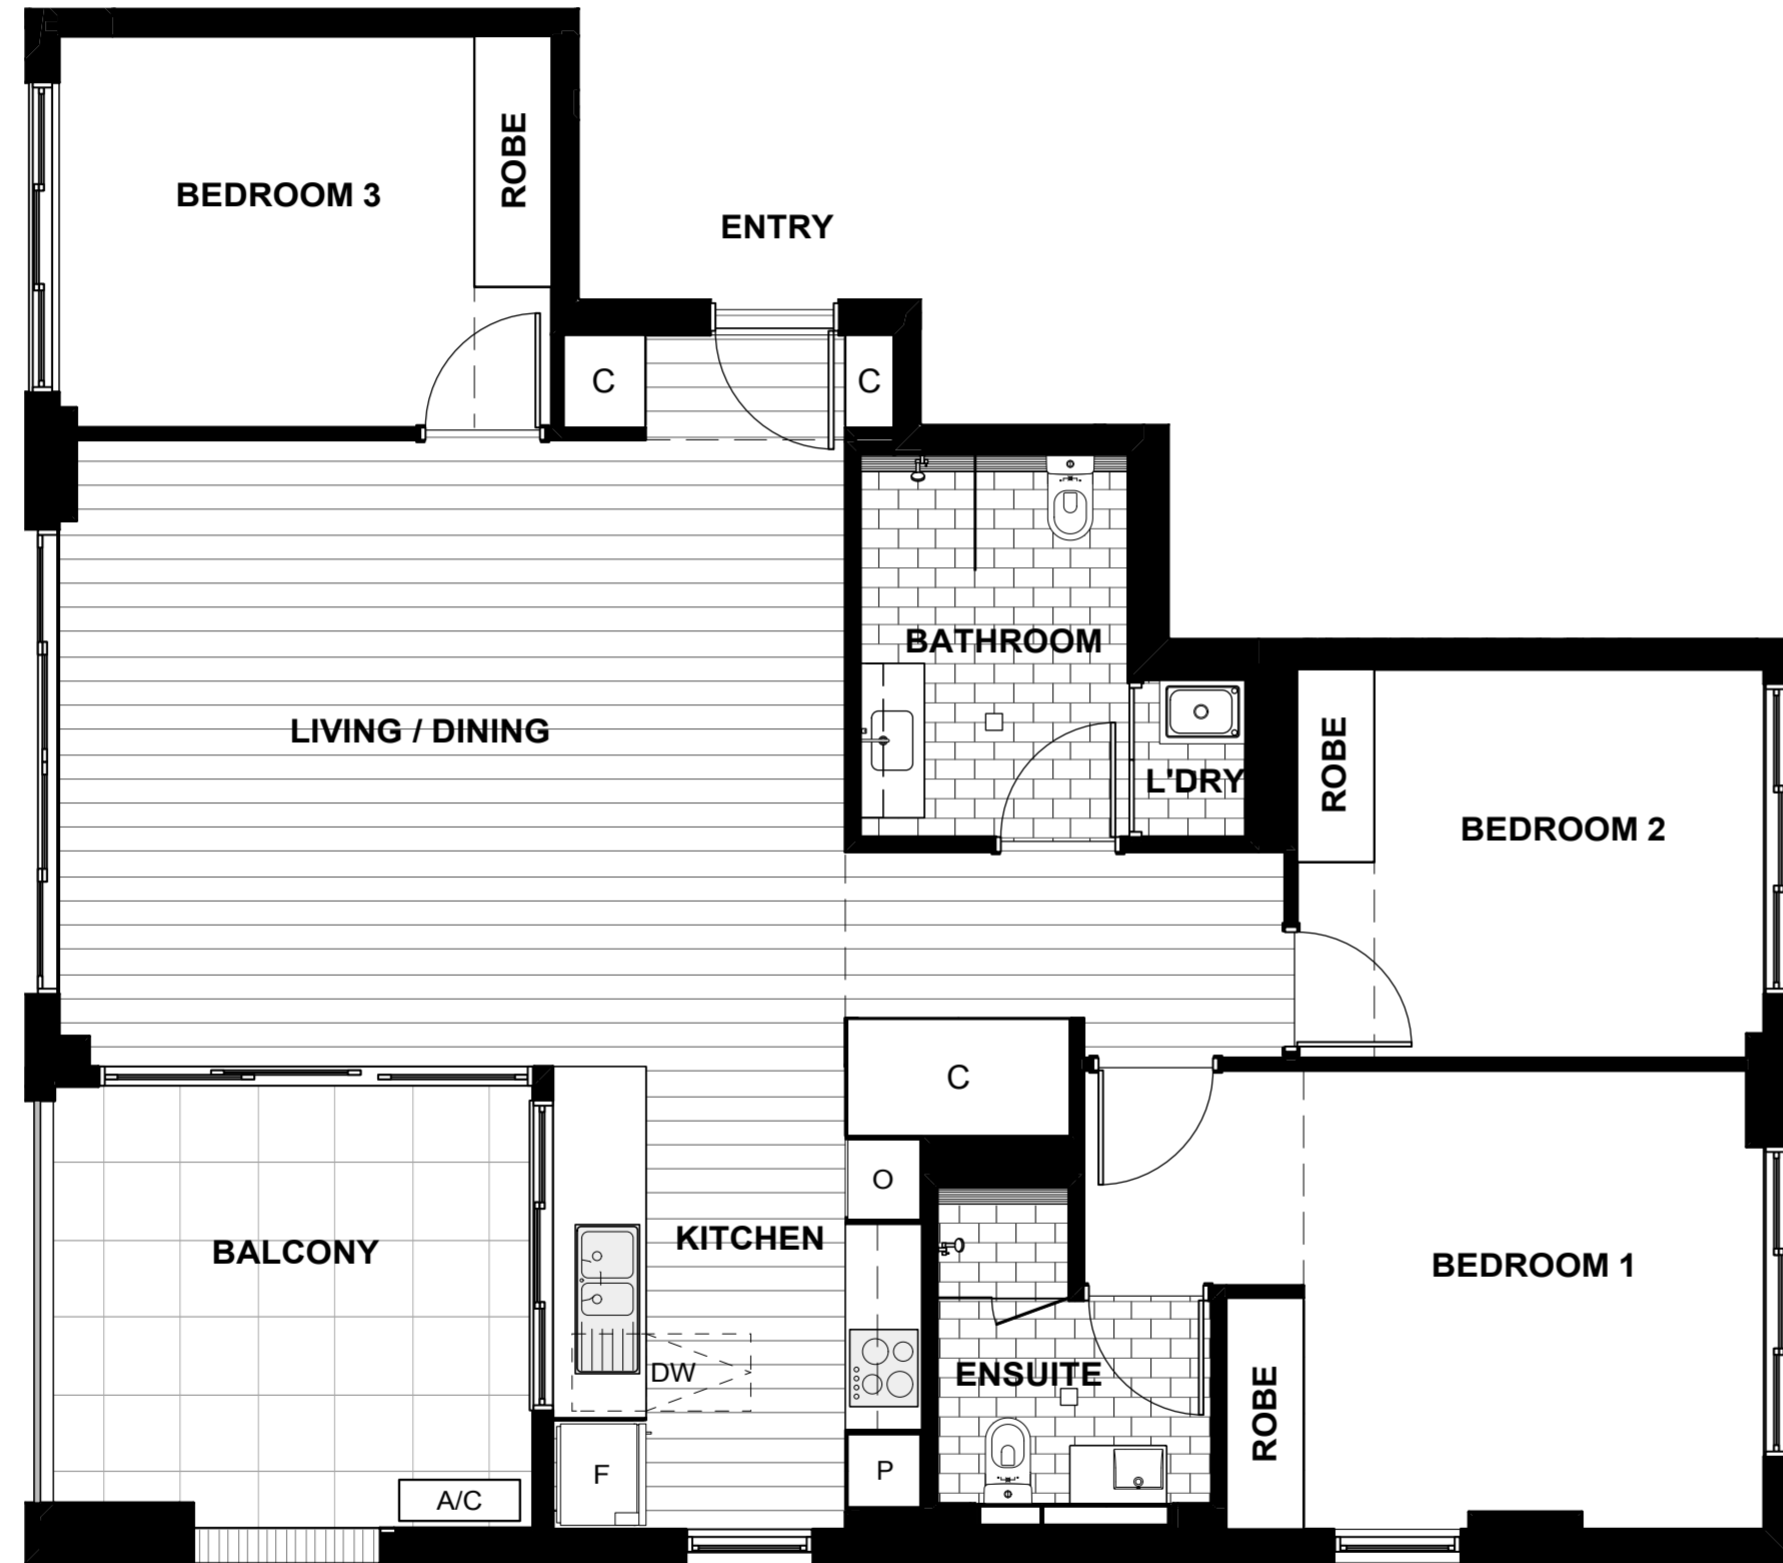 ROBE
BEDROOM 3
ENTRY
C
C
BATHROOM
LIVING / DINING
ROBE
L'DRY
BEDROOM 2
C
O
KITCHEN
BALCONY
BEDROOM 1
DW
ENSUITE
ROBE
F
P
A/C